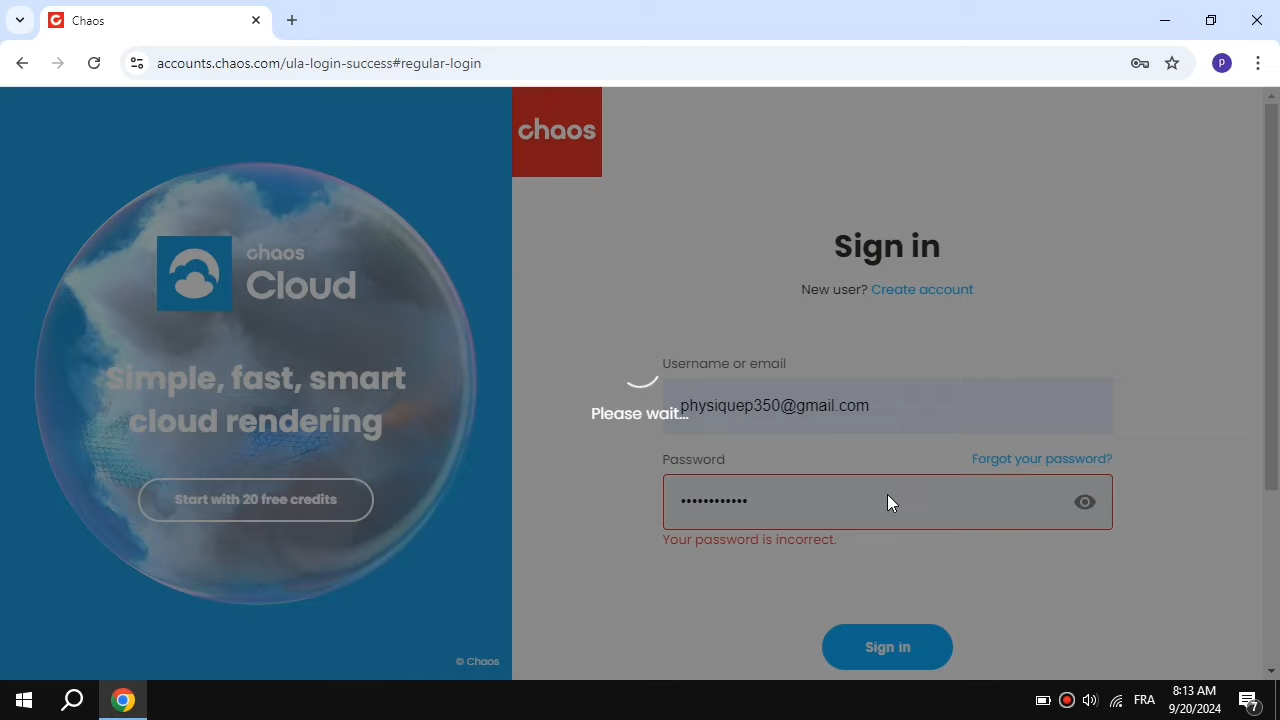 Chaos
accounts.chaos.com/ula-login-success#regular-login
P
chaos
Sign in
New user? Create account
chaos
Cloud
Simple, fast, smart
cloud rendering
Start with 20 free credits
© Chaos
Please wait...
Username or email
physiquep350@gmail.com
Password
Forgot your password?
••••••••••••
Your password is incorrect.
Sign in
FRA
8:13 AM
9/20/2024
7